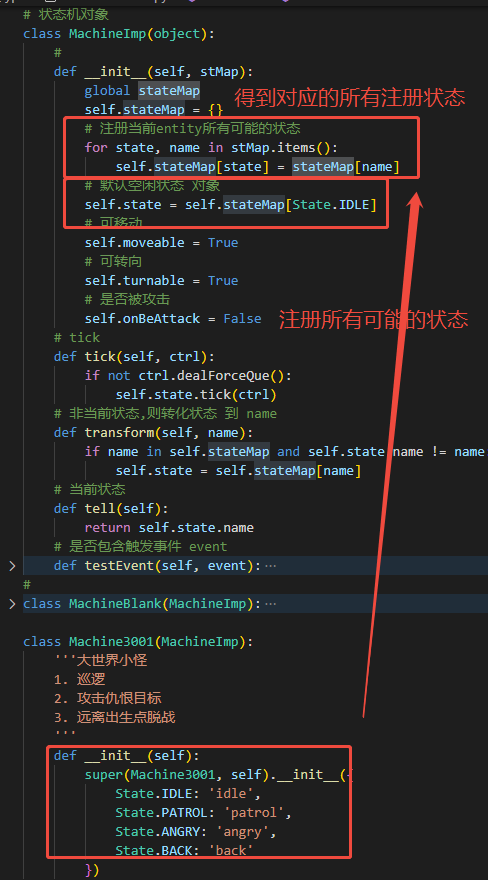 # 状态机对象
class MachineImp(object):
#
def __init__(self, stMap):
global stateMap
得到对应的所有注册状态
self.stateMap = {}
# 注册当前entity所有可能的状态
for state, name in stMap.items():
self.stateMap[state] = stateMap[name]
# 默认空闲状态 对象
self.state = self.stateMap[State.IDLE]
# 可移动
self.moveable = True
# 可转向
self.turnable = True
# 是否被攻击
self.onBeAttack = False
注册所有可能的状态
# tick
def tick(self, ctrl):
if not ctrl.dealForceQue():
self.state.tick(ctrl)
# 非当前状态,则转化状态 到 name
def transform(self, name):
if name in self.stateMap and self.state.name != name
self.state = self.stateMap[name]
# 当前状态
def tell(self):
return self.state.name
# 是否包含触发事件 event
def testEvent(self, event):…
#
class MachineBlank(MachineImp):…
class Machine3001(MachineImp):
'''大世界小怪
1. 巡逻
2. 攻击仇恨目标
3. 远离出生点脱战
'''
def __init__(self):
super(Machine3001, self).__init__({
State.IDLE: 'idle',
State.PATROL: 'patrol',
State.ANGRY: 'angry',
State.BACK: 'back'
})